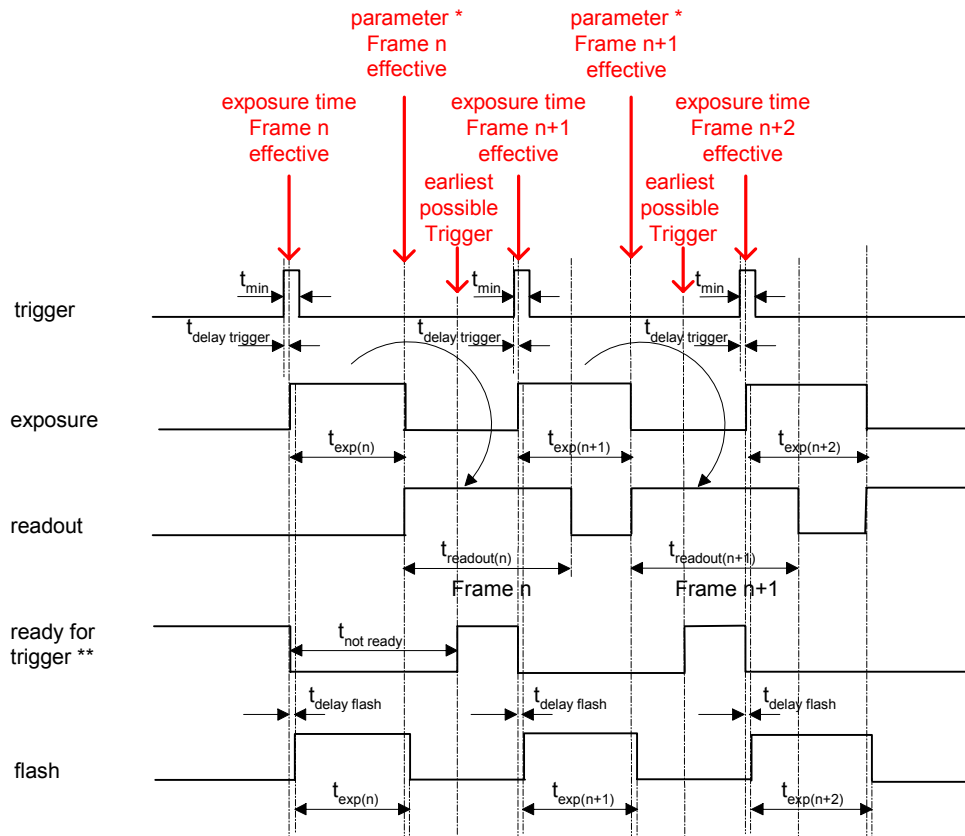 parameter *
Frame n
effective
parameter *
Frame n+1
effective
exposure time
Frame n
effective
exposure time
Frame n+1
effective
exposure time
Frame n+2
effective
earliest
possible
Trigger
earliest
possible
Trigger
trigger
tmin
tmin
tmin
tdelay trigger
tdelay trigger
tdelay trigger
exposure
texp(n)
texp(n+1)
texp(n+2)
readout
treadout(n)
treadout(n+1)
Frame n
Frame n+1
ready for
trigger **
tnot ready
tdelay flash
tdelay flash
tdelay flash
flash
texp(n)
texp(n+1)
texp(n+2)